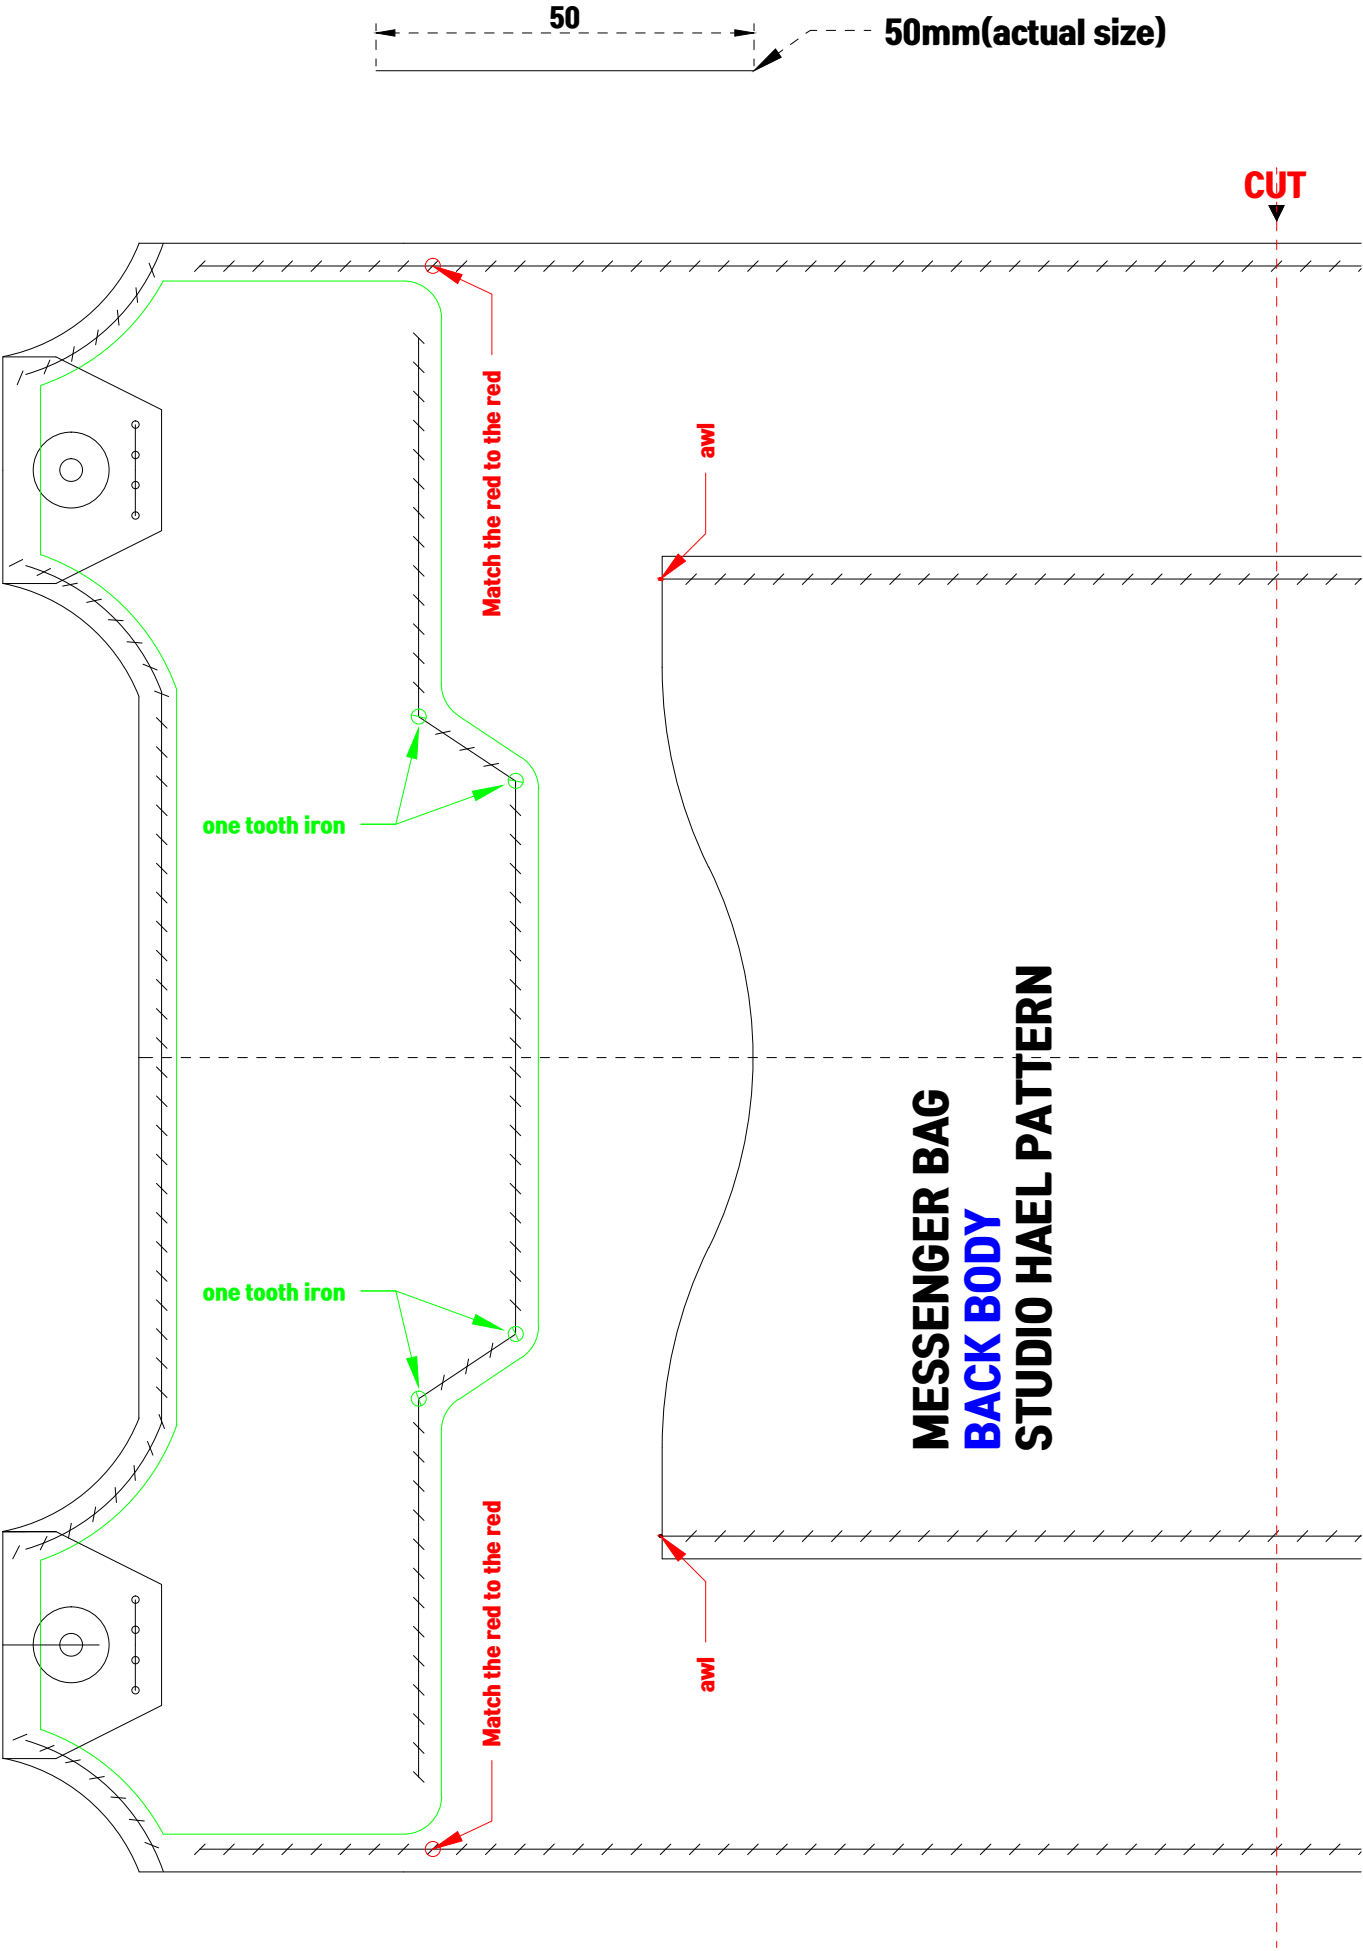 50
50mm(actual size)
CUT
Match the red to the red
awl
one tooth iron
MESSENGER BAG
BACK BODY
STUDIO HAEL PATTERN
one tooth iron
Match the red to the red
awl